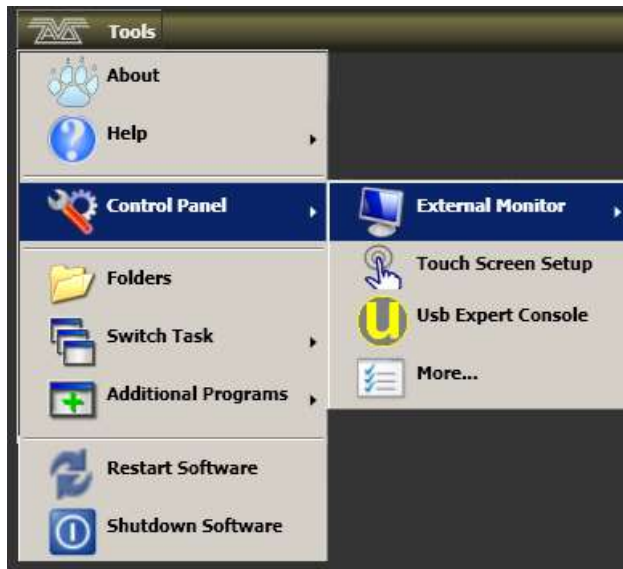 Tools
About
Help
Control Panel
External Monitor
Touch Screen Setup
Folders
Usb Expert Console
Switch Task
More...
Additional Programs
Restart Software
Shutdown Software